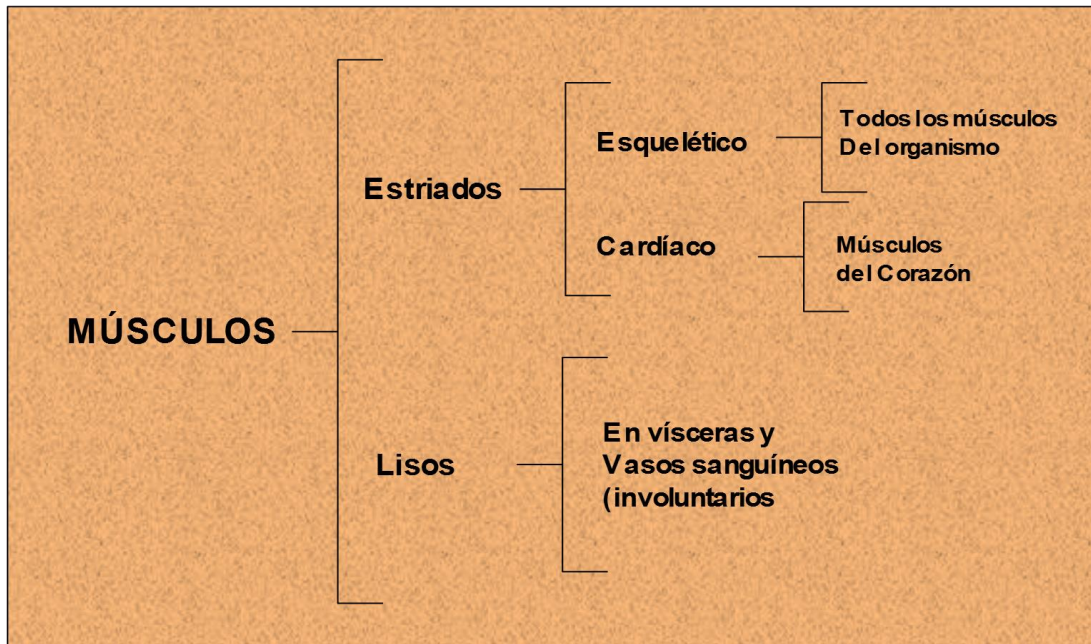 MÚSCULOS
Estriados
Esquelético
Todos los músculos
Del organismo
Cardíaco
Músculos
del Corazón
Lisos
En vísceras y
Vasos sanguíneos
(involuntarios